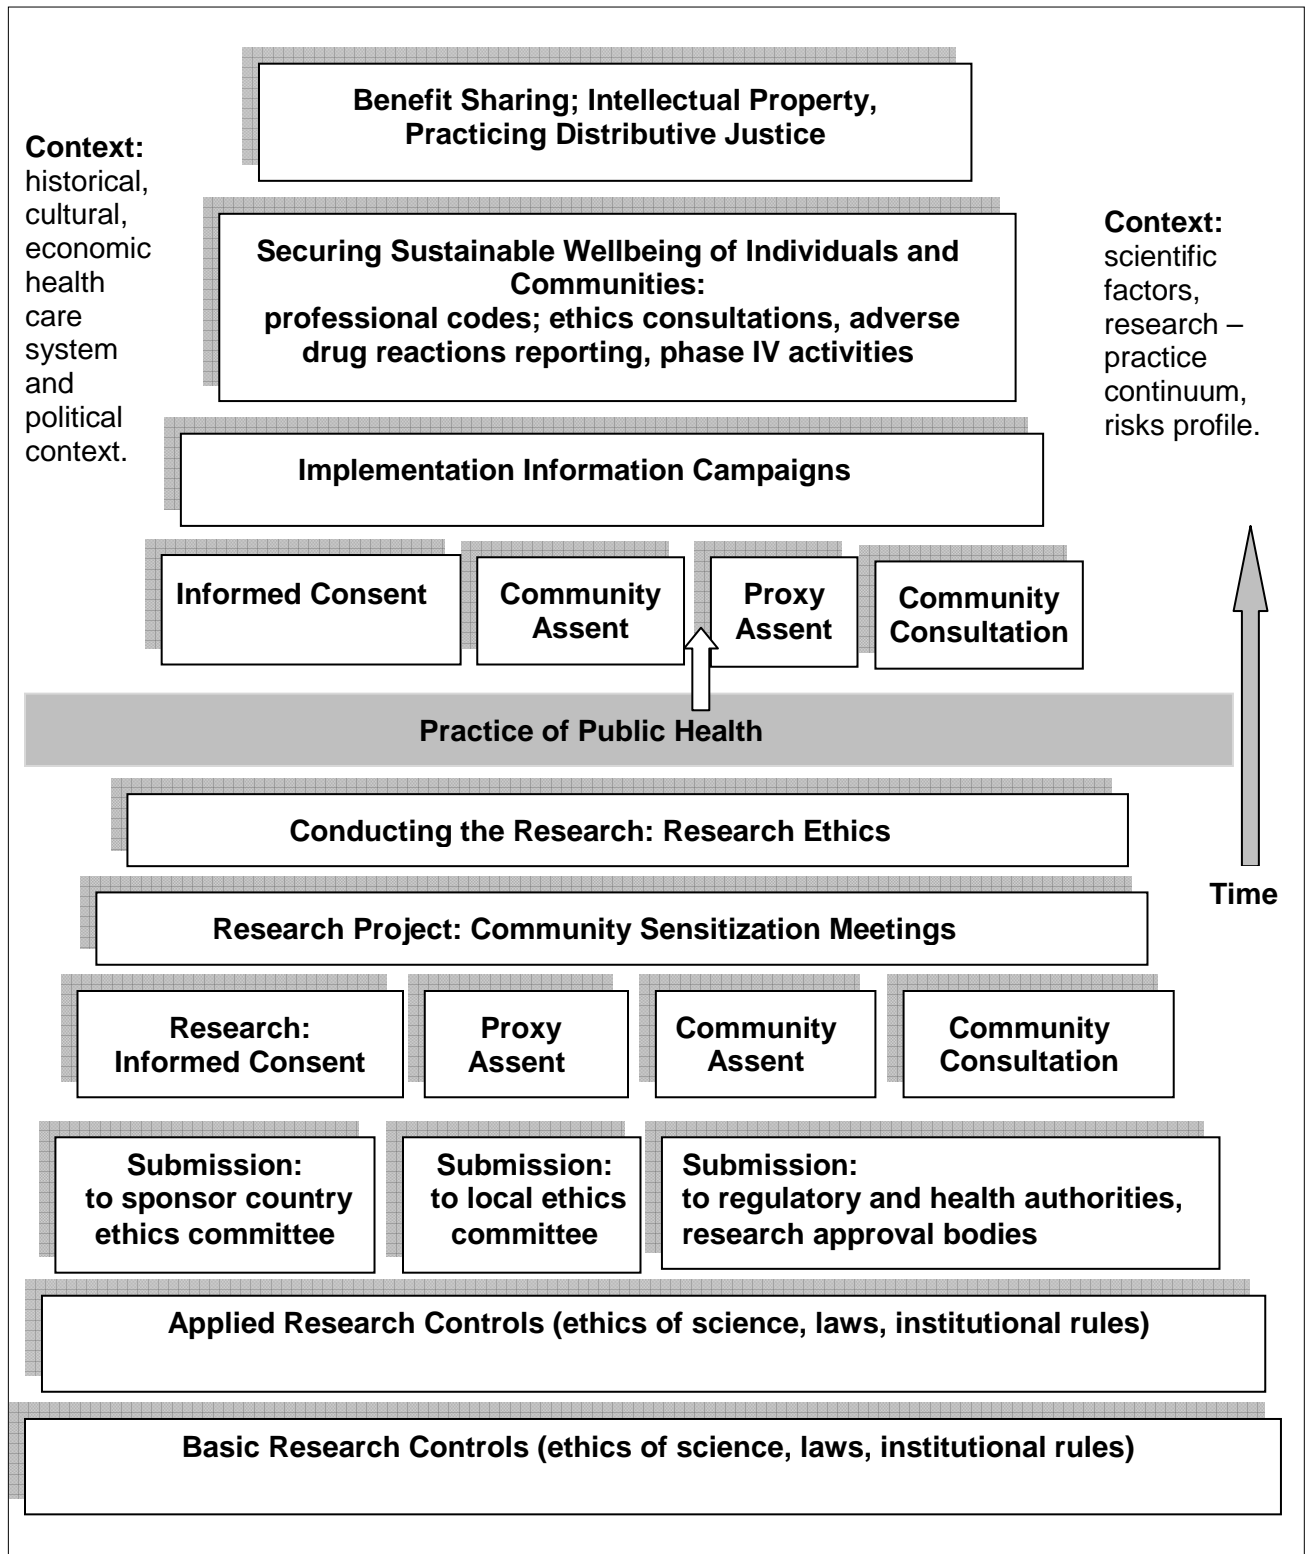 Benefit Sharing; Intellectual Property,
Practicing Distributive Justice
Context:
historical,
cultural,
economic
health
care
system
and
political
context.
Securing Sustainable Wellbeing of Individuals and
Communities:
professional codes; ethics consultations, adverse
drug reactions reporting, phase IV activities
Context:
scientific
factors,
research –
practice
continuum,
risks profile.
Implementation Information Campaigns
Informed Consent
Community
Assent
Proxy
Assent
Community
Consultation
Practice of Public Health
Conducting the Research: Research Ethics
Time
Research Project: Community Sensitization Meetings
Research:
Informed Consent
Proxy
Assent
Community
Assent
Community
Consultation
Submission:
to sponsor country
ethics committee
Submission:
to local ethics
committee
Submission:
to regulatory and health authorities,
research approval bodies
Applied Research Controls (ethics of science, laws, institutional rules)
Basic Research Controls (ethics of science, laws, institutional rules)